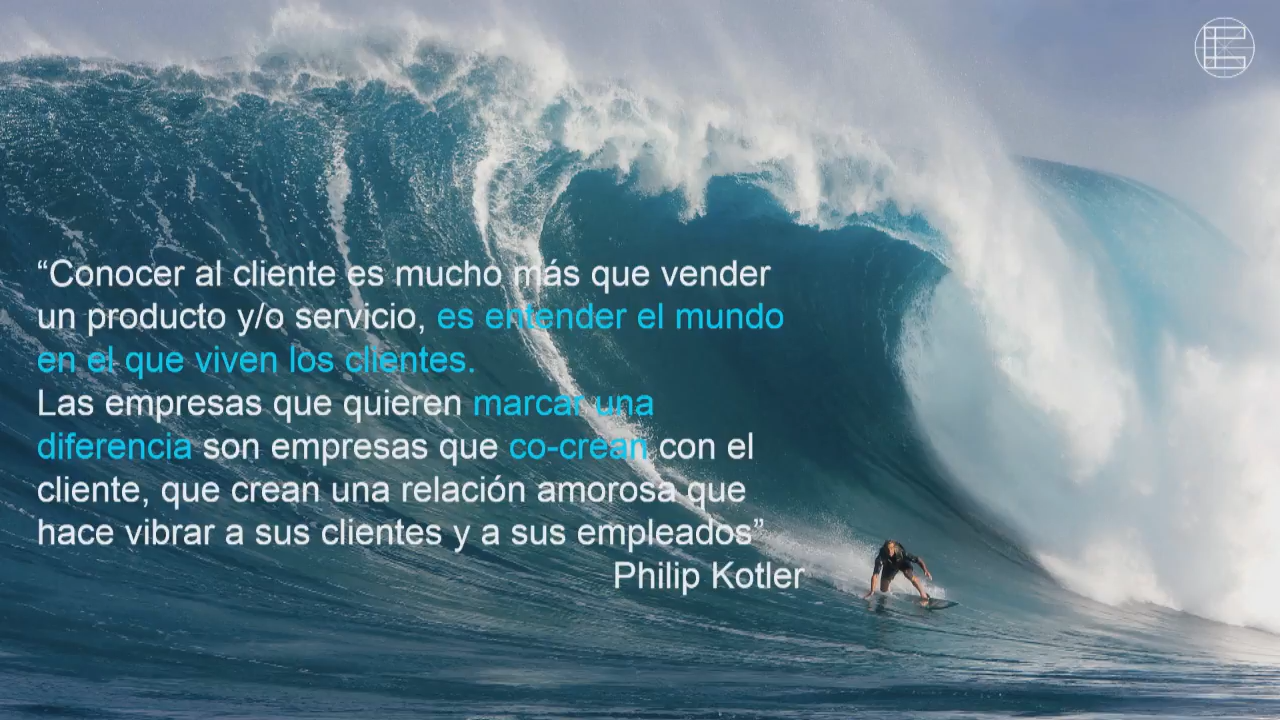 “Conocer al cliente es mucho más que vender
un producto y/o servicio, es entender el mundo
en el que viven los clientes.
Las empresas que quieren marcar una
diferencia son empresas que co-crean con el
cliente, que crean una relación amorosa que
hace vibrar a sus clientes y a sus empleados”
Philip Kotler